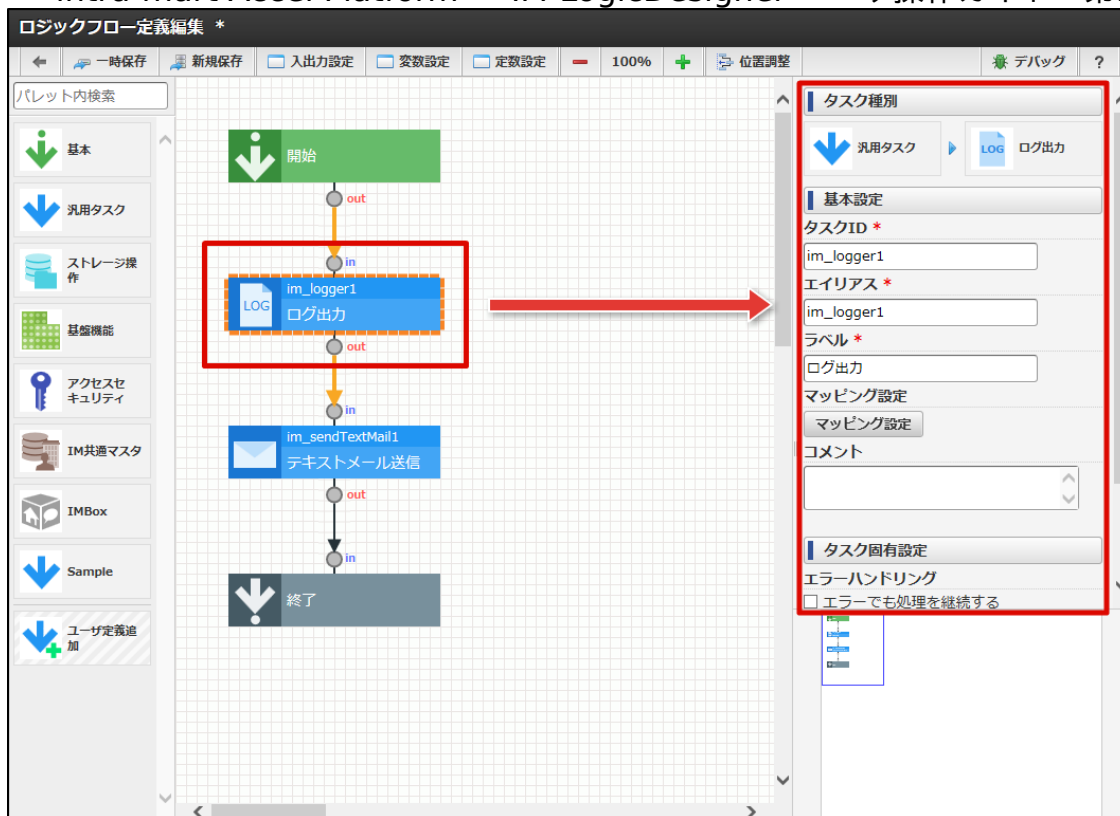 intra-mart Accel Platform
IM-LogicDesigner
ロジックフロー定義編集 *
一時保存
新規保存
入出力設定
変数設定
定数設定
100%
位置調整
デバッグ
?
パレット内検索
基本
汎用タスク
ストレージ操
作
基盤機能
アクセスセ
キュリティ
IM共通マスタ
IMBox
Sample
ユーザ定義追
加
開始
out
in
im_logger1
LOG
ログ出力
out
in
im_sendTextMail1
テキストメール送信
out
in
終了
タスク種別
汎用タスク
LOG
ログ出力
基本設定
タスクID *
im_logger1
エイリアス *
im_logger1
ラベル *
ログ出力
マッピング設定
マッピング設定
コメント
タスク固有設定
エラーハンドリング
エラーでも処理を継続する